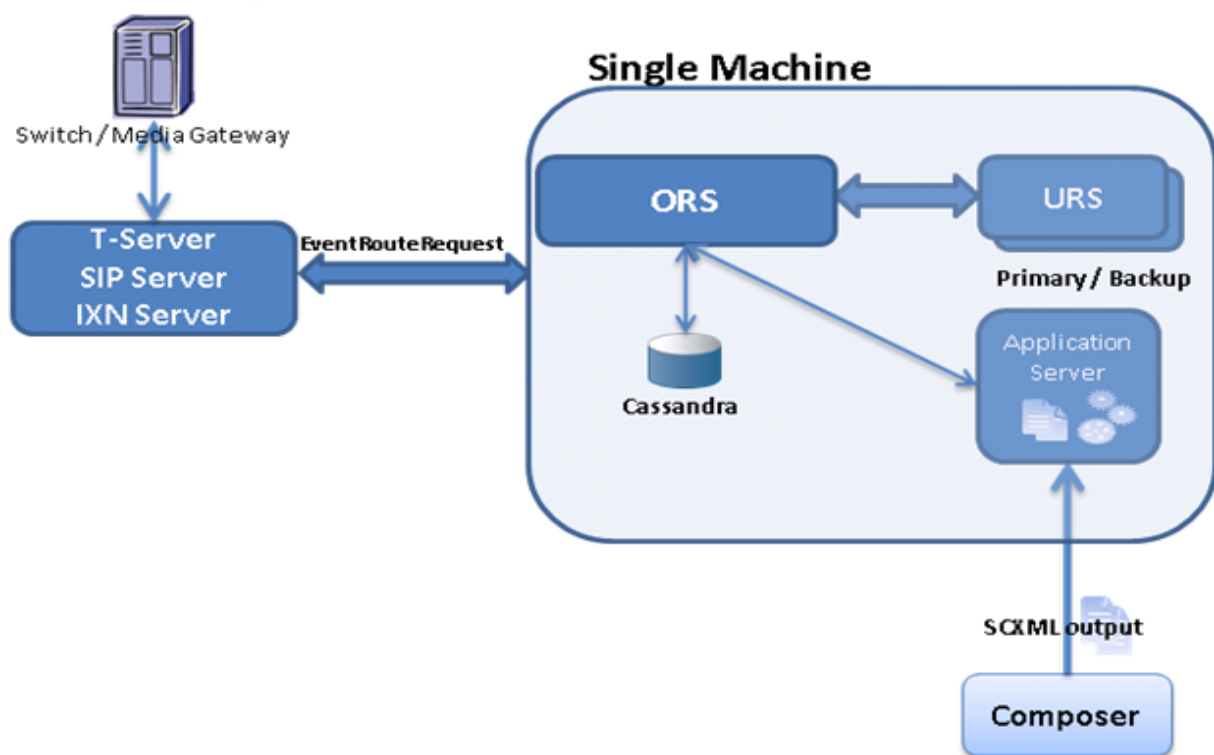 Single Machine
Switch / Media Gateway
ORS
URS
T-Server
SIP Server
IXN Server
EventRouteRequest
Primary / Backup
Application
Server
Cassandra
SCXML output
Composer